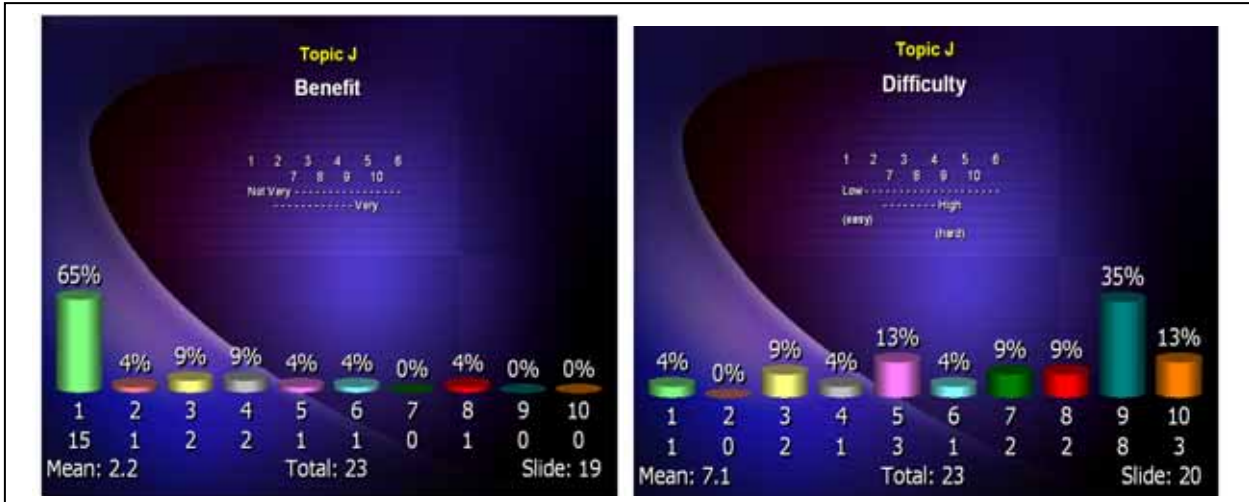 Topic J
Benefit
1 2 3 4 5 6
7 8 9 10
Not Very - - - - - - - - - - - - - - - - - -
- - - - - - - - - - - - - Very
65% 4% 9% 9% 4% 4% 0% 4% 0% 0%
1 2 3 4 5 6 7 8 9 10
15 1 2 2 1 1 0 1 0 0
Mean: 2.2 Total: 23 Slide: 19
Topic J
Difficulty
1 2 3 4 5 6
7 8 9 10
Low- - - - - - - - - - - - - - - - - - - - - -
- - - - - - - - -High
(easy)
(hard)
4% 0% 9% 4% 13% 4% 9% 9% 35% 13%
1 2 3 4 5 6 7 8 9 10
1 0 2 1 3 1 2 2 8 3
Mean: 7.1 Total: 23 Slide: 20